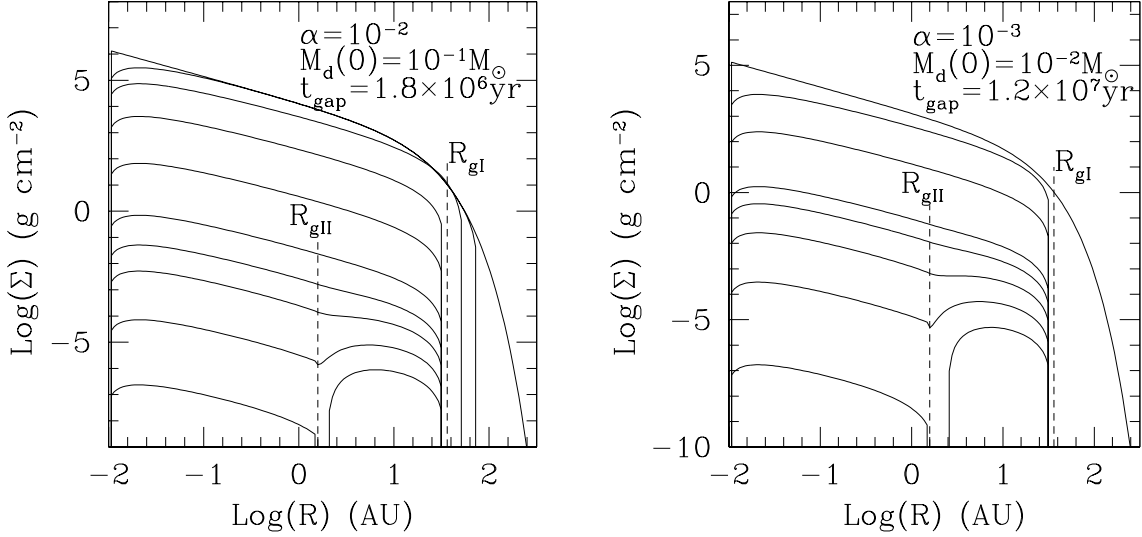 α=10⁻²
M_d(0)=10⁻¹M_⊙
t_gap=1.8×10⁶yr
R_gI
R_gII
5
0
−5
Log(Σ) (g cm⁻²)
−2 −1 0 1 2
Log(R) (AU)
α=10⁻³
M_d(0)=10⁻²M_⊙
t_gap=1.2×10⁷yr
R_gI
R_gII
5
0
−5
−10
Log(Σ) (g cm⁻²)
−2 −1 0 1 2
Log(R) (AU)